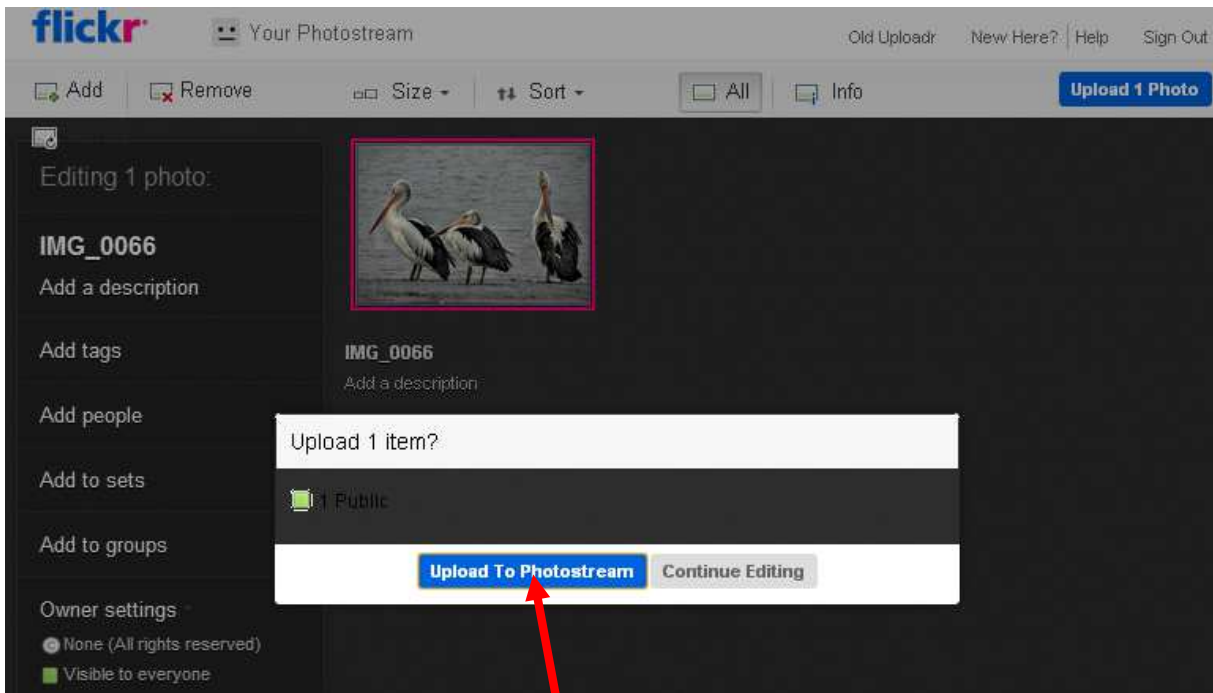 flickr
Your Photostream
Old Uploadr
New Here?
Help
Sign Out
Add
Remove
Size
Sort
All
Info
Upload 1 Photo
Editing 1 photo:
IMG_0066
Add a description
Add tags
Add people
Add to sets
Add to groups
Owner settings
None (All rights reserved)
Visible to everyone
IMG_0066
Add a description
Upload 1 item?
1 Public
Upload To Photostream
Continue Editing